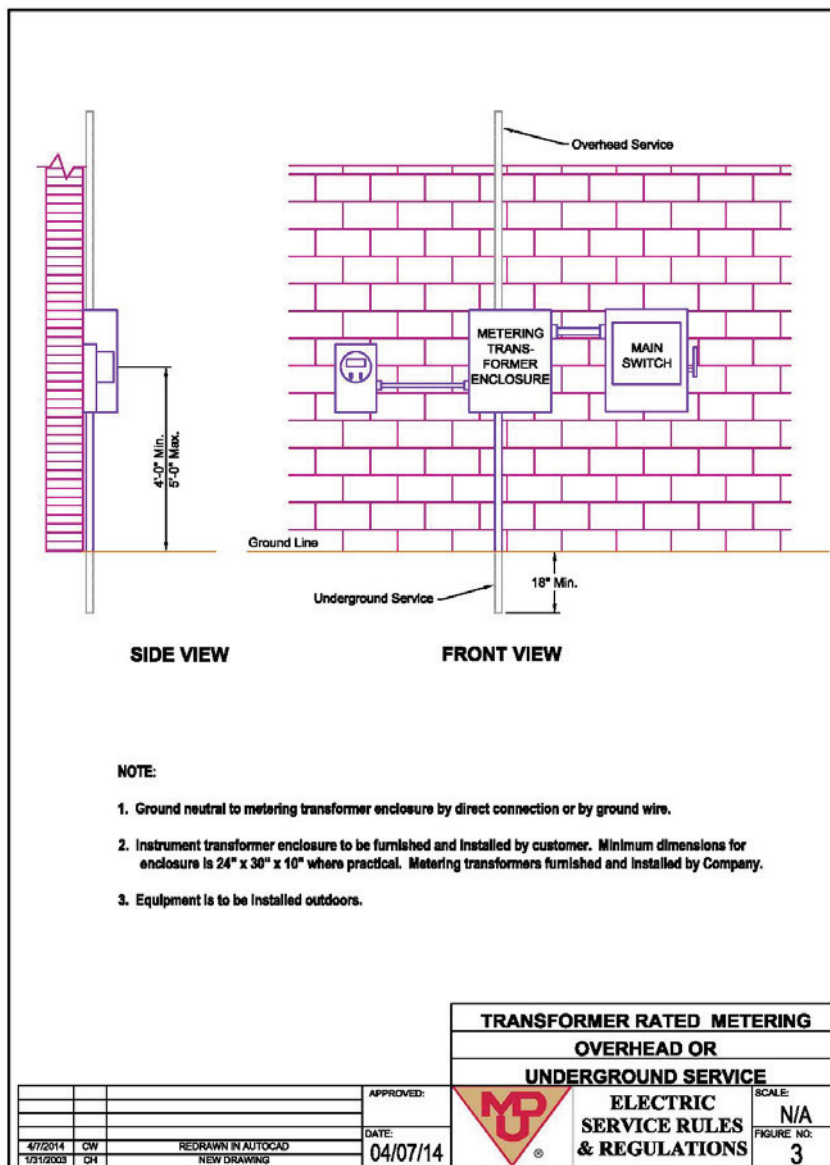 Overhead Service
METERING
TRANS-
FORMER
ENCLOSURE
MAIN
SWITCH
4'-0" Min.
5'-0" Max.
Ground Line
18" Min.
Underground Service
SIDE VIEW
FRONT VIEW
NOTE:
1. Ground neutral to metering transformer enclosure by direct connection or by ground wire.
2. Instrument transformer enclosure to be furnished and installed by customer. Minimum dimensions for
enclosure is 24" x 30" x 10" where practical. Metering transformers furnished and installed by Company.
3. Equipment is to be installed outdoors.
TRANSFORMER RATED METERING
OVERHEAD OR
UNDERGROUND SERVICE
APPROVED:
DATE:
04/07/14
MDU
®
ELECTRIC
SERVICE RULES
& REGULATIONS
SCALE:
N/A
FIGURE NO:
3
4/7/2014 CW REDRAWN IN AUTOCAD
1/31/2003 CH NEW DRAWING